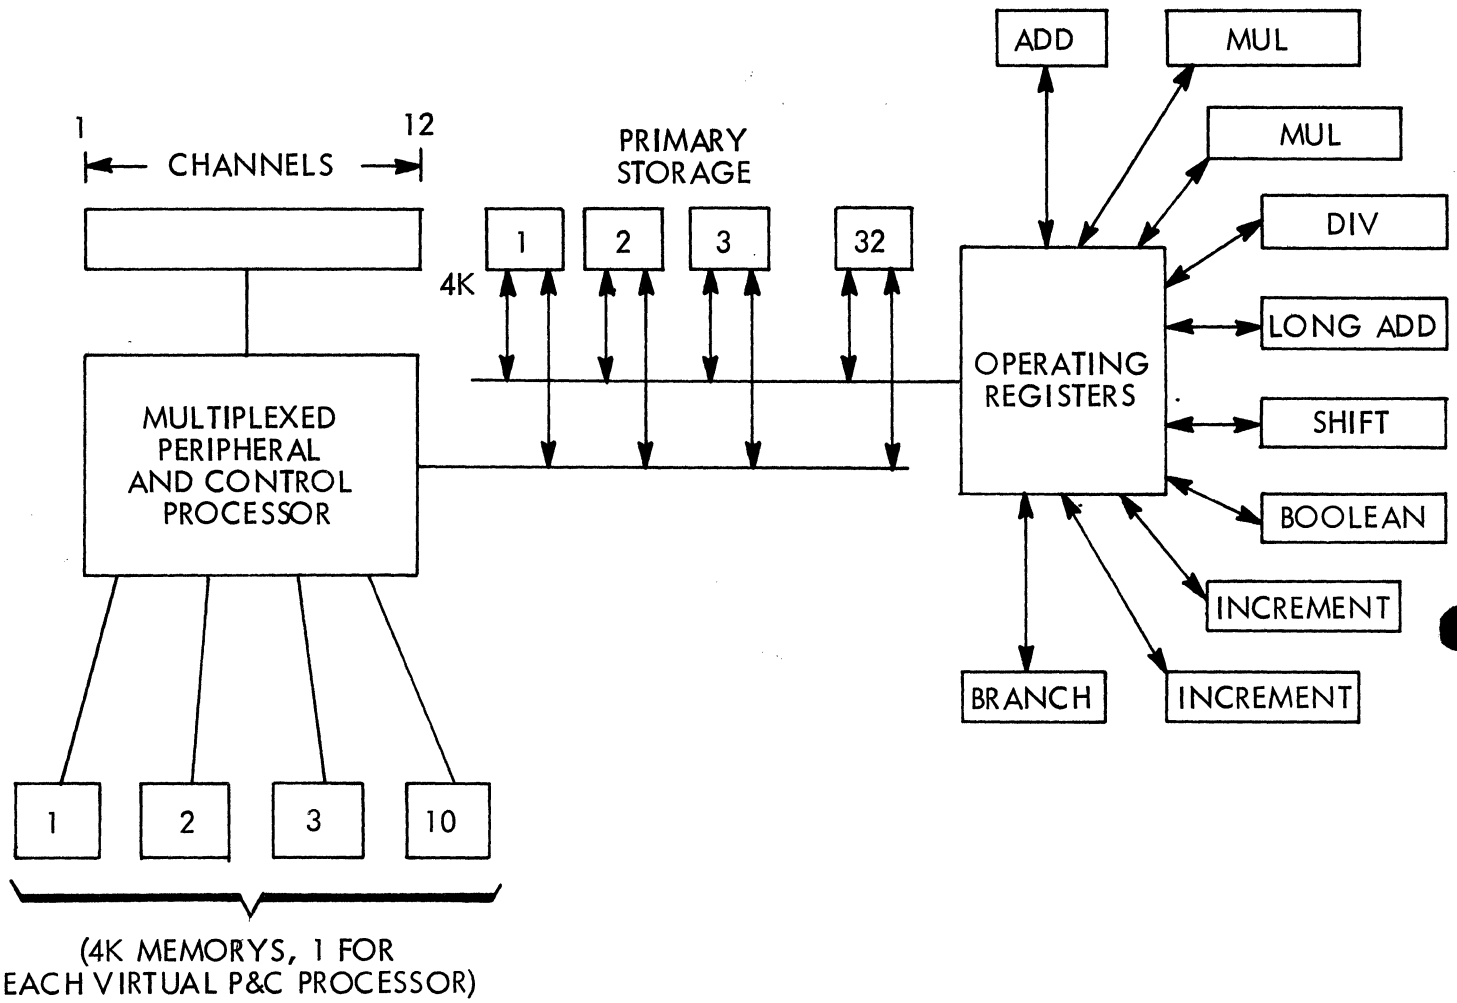 1 12
CHANNELS
PRIMARY
STORAGE
1 2 3 32
4K
ADD
MUL
MUL
DIV
LONG ADD
SHIFT
BOOLEAN
INCREMENT
INCREMENT
BRANCH
OPERATING
REGISTERS
MULTIPLEXED
PERIPHERAL
AND CONTROL
PROCESSOR
1 2 3 10
(4K MEMORYS, 1 FOR
EACH VIRTUAL P&C PROCESSOR)